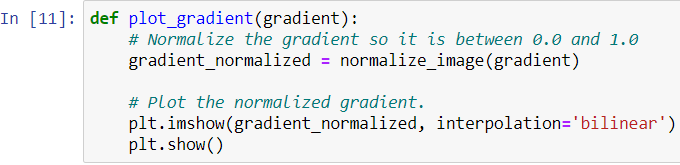 In [11]: def plot_gradient(gradient):
    # Normalize the gradient so it is between 0.0 and 1.0
    gradient_normalized = normalize_image(gradient)

    # Plot the normalized gradient.
    plt.imshow(gradient_normalized, interpolation='bilinear')
    plt.show()